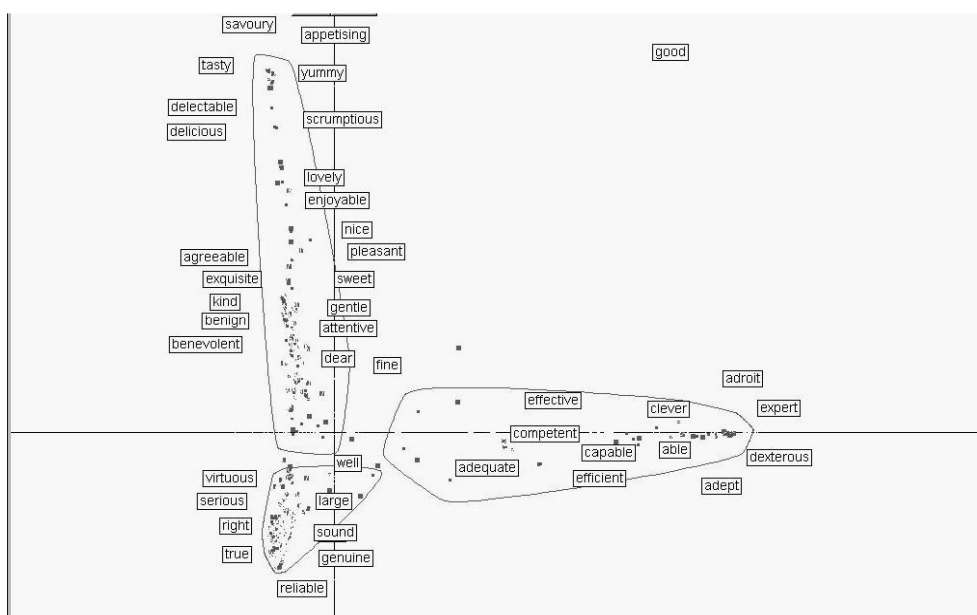 savoury
appetising
good
tasty
yummy
delectable
scrumptious
delicious
lovely
enjoyable
nice
pleasant
agreeable
exquisite
sweet
kind
gentle
benign
attentive
benevolent
dear
fine
adroit
effective
clever
expert
competent
capable
able
dexterous
well
adequate
virtuous
efficient
adept
serious
large
right
sound
true
genuine
reliable